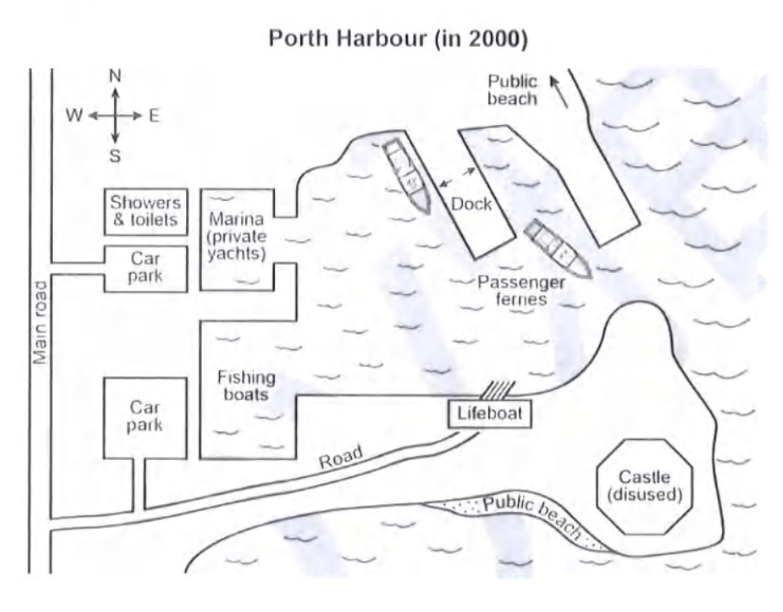 Porth Harbour (in 2000)
N
W
E
S
Public
beach
Showers
& toilets
Marina
(private
yachts)
Dock
Car
park
Passenger
ferries
Main road
Fishing
boats
Car
park
Lifeboat
Road
Castle
(disused)
Public beach